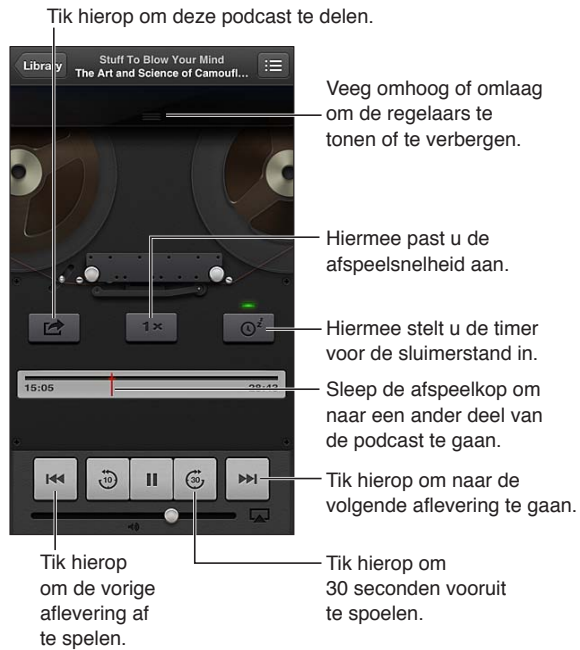 Tik hierop om deze podcast te delen.
Library
Stuff To Blow Your Mind
The Art and Science of Camoufl...
Veeg omhoog of omlaag
om de regelaars te
tonen of te verbergen.
Hiermee past u de
afspeelsnelheid aan.
1×
z
Hiermee stelt u de timer
voor de sluimerstand in.
15:05
28:43
Sleep de afspeelkop om
naar een ander deel van
de podcast te gaan.
10
30
Tik hierop om naar de
volgende aflevering te gaan.
Tik hierop
om de vorige
aflevering af
te spelen.
Tik hierop om
30 seconden vooruit
te spoelen.